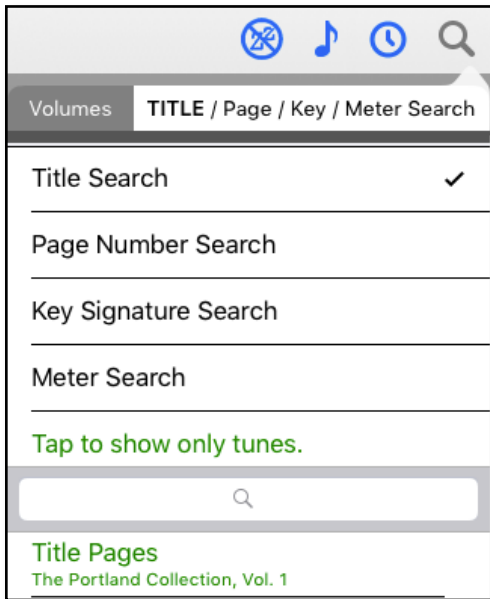 Volumes
TITLE / Page / Key / Meter Search
Title Search
Page Number Search
Key Signature Search
Meter Search
Tap to show only tunes.
Title Pages
The Portland Collection, Vol. 1